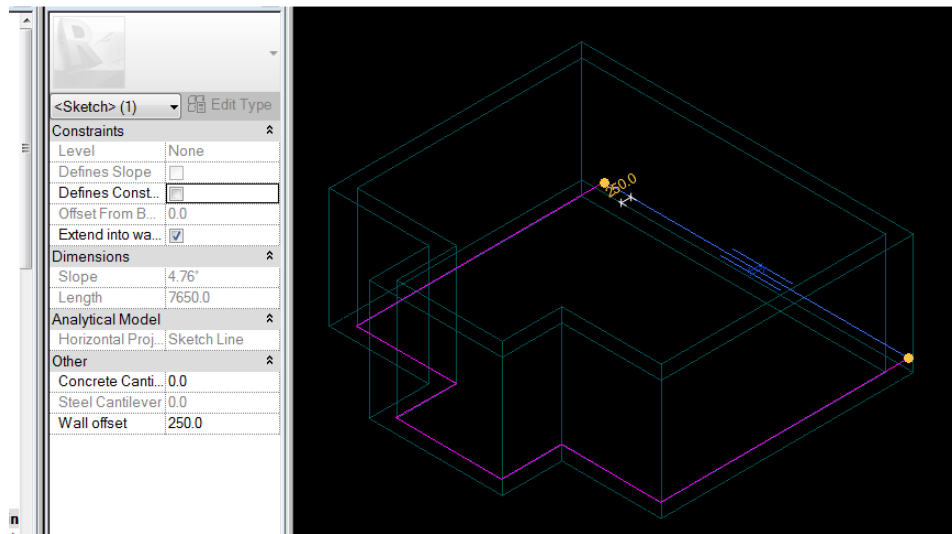 <Sketch> (1)
Edit Type
Constraints
Level None
Defines Slope
Defines Const...
Offset From B... 0.0
Extend into wa...
Dimensions
Slope 4.76°
Length 7650.0
Analytical Model
Horizontal Proj... Sketch Line
Other
Concrete Canti... 0.0
Steel Cantilever 0.0
Wall offset 250.0
250.0
n